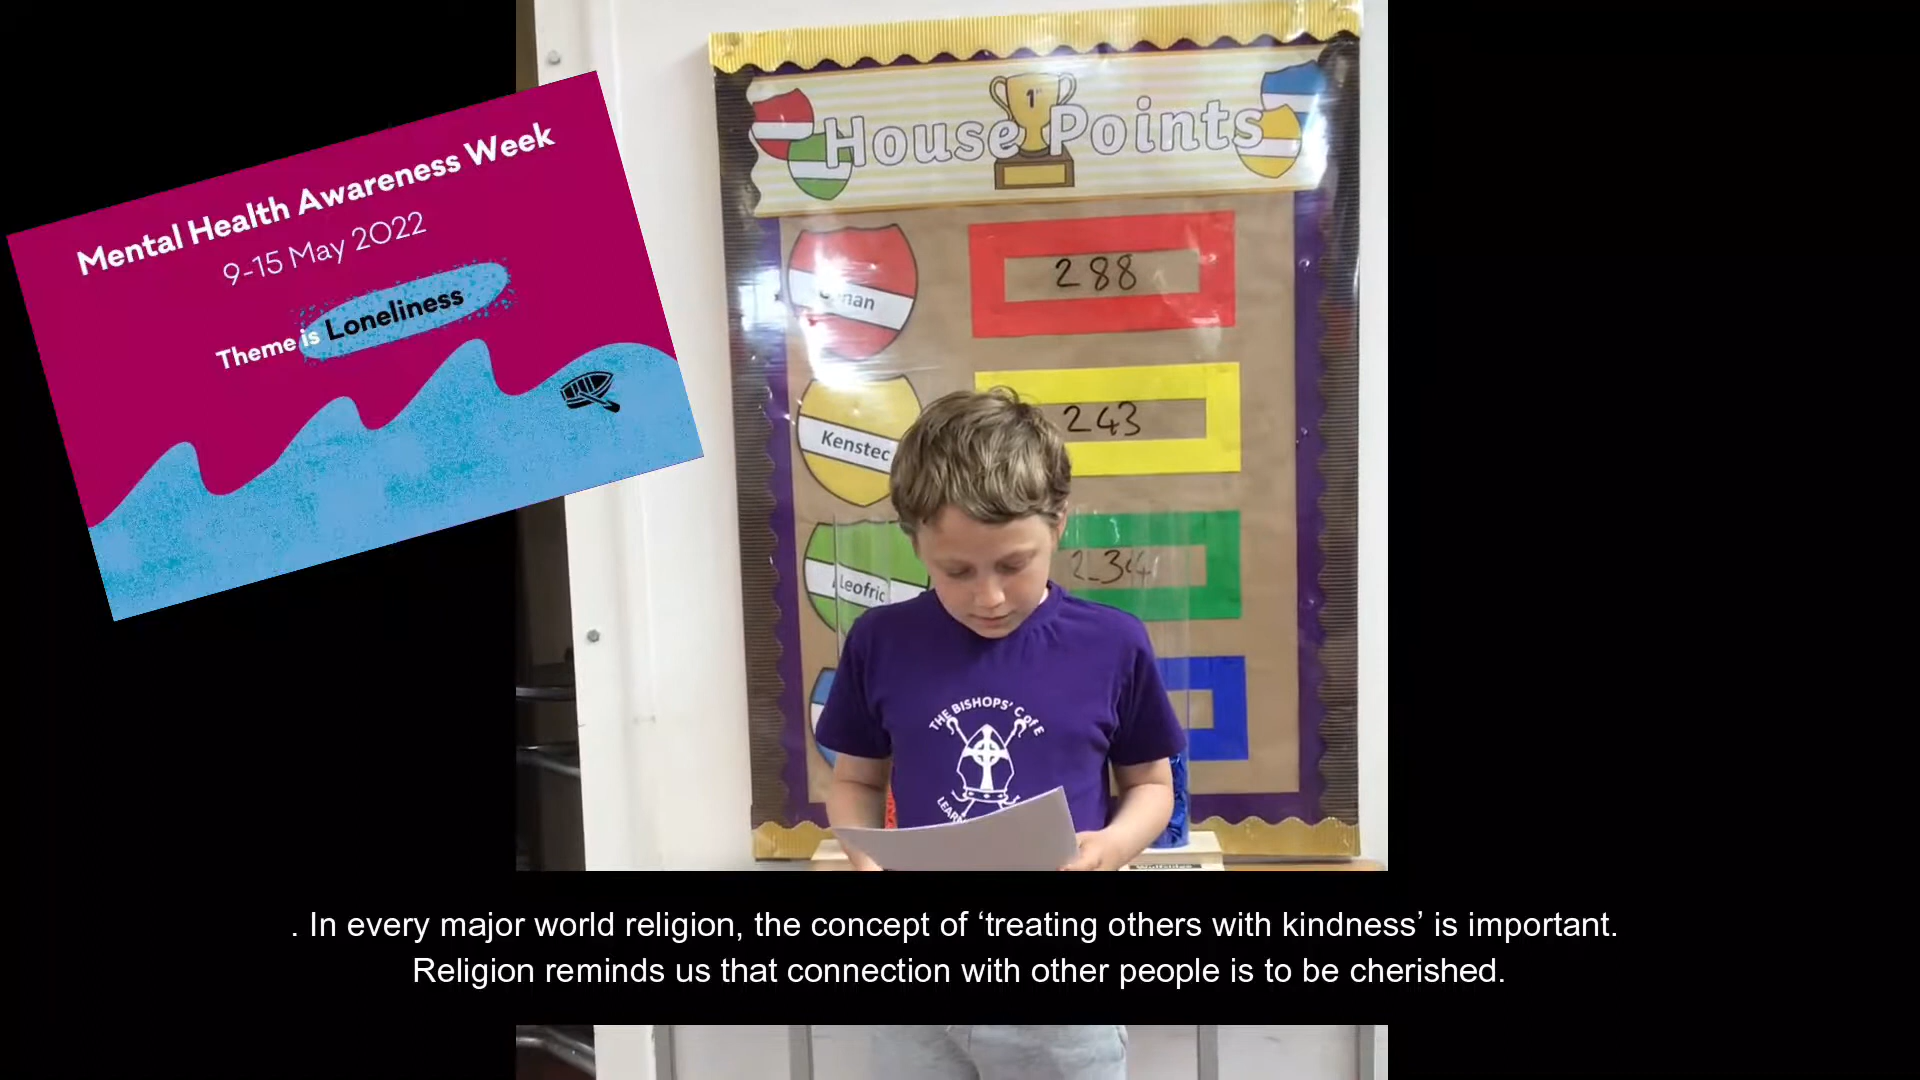 Mental Health Awareness Week
9-15 May 2022
Theme is Loneliness
1st
House Points
288
Kenstec
243
Leofric
234
THE BISHOPS' C of E
. In every major world religion, the concept of ‘treating others with kindness’ is important.
Religion reminds us that connection with other people is to be cherished.